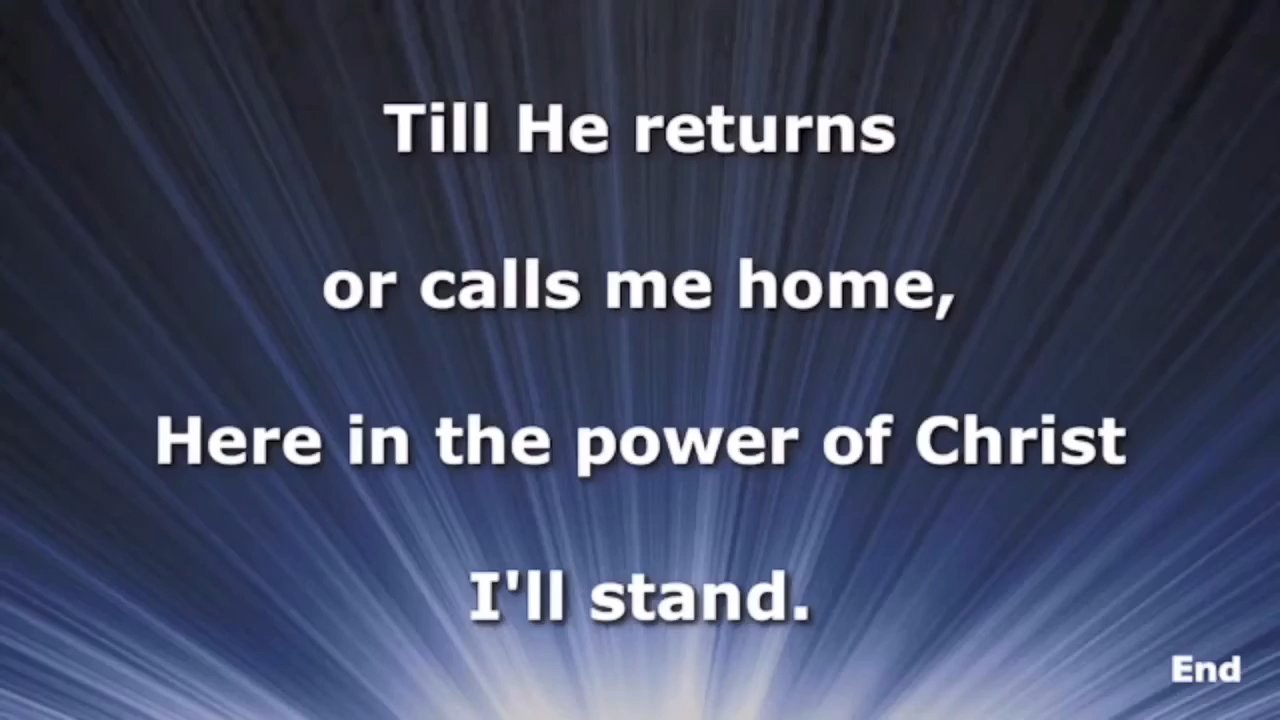 Till He returns
or calls me home,
Here in the power of Christ
I'll stand.
End